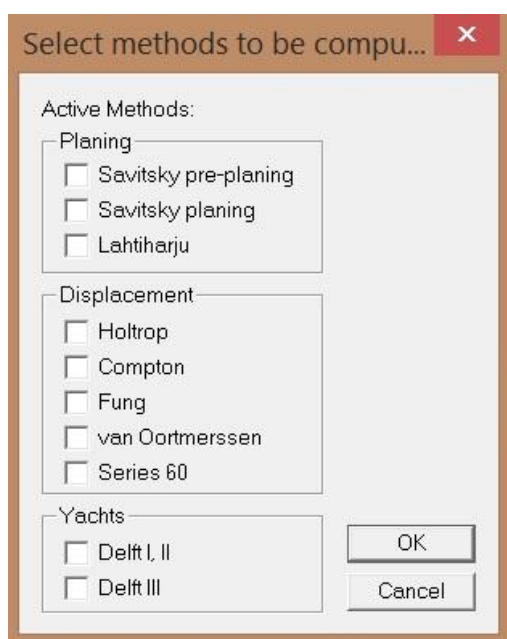 Select methods to be compu...
Active Methods:
Planing
Savitsky pre-planing
Savitsky planing
Lahtiharju
Displacement
Holtrop
Compton
Fung
van Oortmerssen
Series 60
Yachts
Delft I, II
Delft III
OK
Cancel